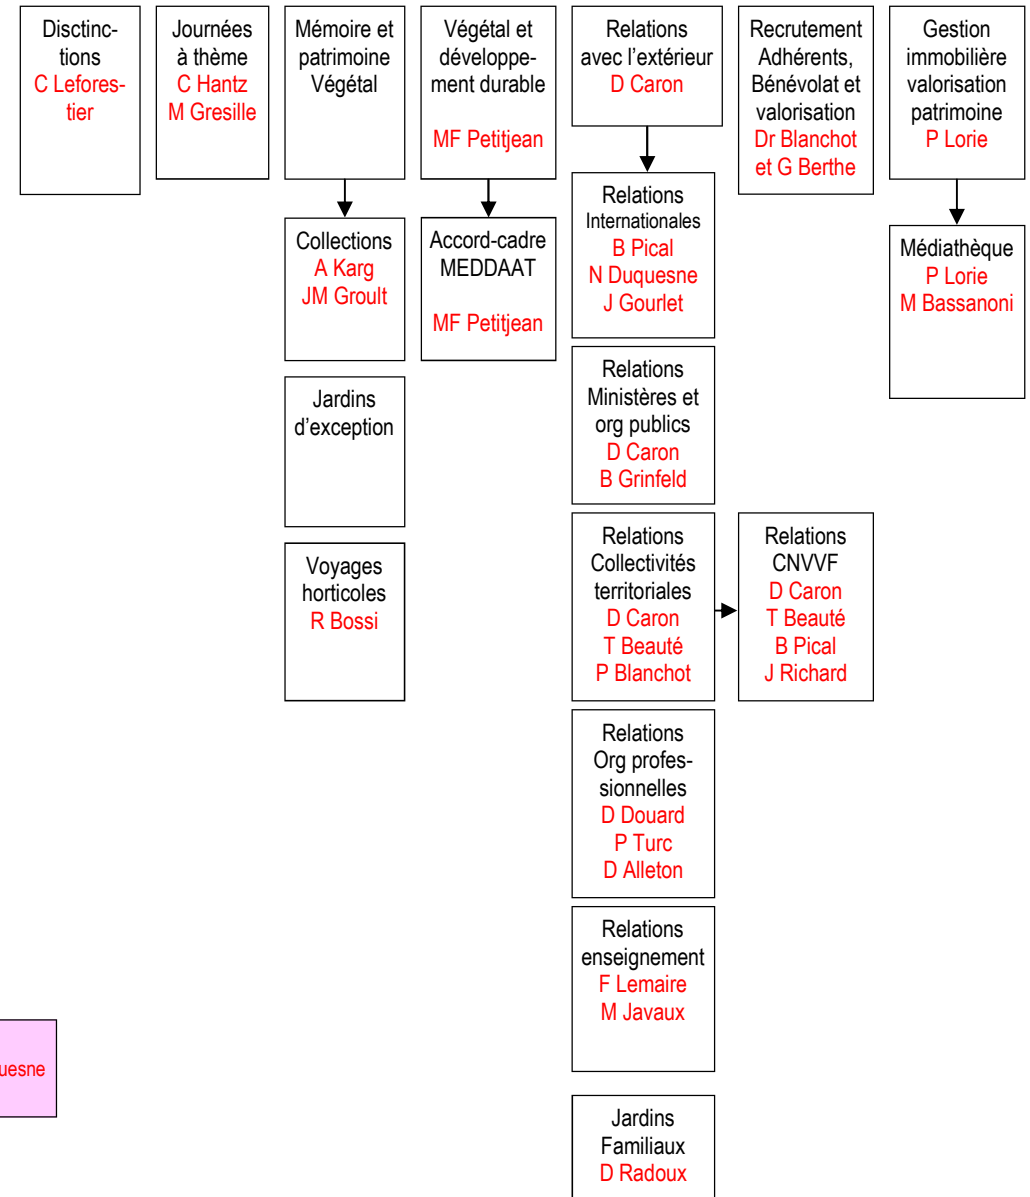 Disctinc-
tions
C Lefores-
tier
Journées
à thème
C Hantz
M Gresille
Mémoire et
patrimoine
Végétal
Végétal et
développe-
ment durable
MF Petitjean
Relations
avec l'extérieur
D Caron
Recrutement
Adhérents,
Bénévolat et
valorisation
Dr Blanchot
et G Berthe
Gestion
immobilière
valorisation
patrimoine
P Lorie
Collections
A Karg
JM Groult
Accord-cadre
MEDDAAT
MF Petitjean
Relations
Internationales
B Pical
N Duquesne
J Gourlet
Médiathèque
P Lorie
M Bassanoni
Jardins
d'exception
Relations
Ministères et
org publics
D Caron
B Grinfeld
Voyages
horticoles
R Bossi
Relations
Collectivités
territoriales
D Caron
T Beauté
P Blanchot
Relations
CNVVF
D Caron
T Beauté
B Pical
J Richard
Relations
Org profes-
sionnelles
D Douard
P Turc
D Alleton
Relations
enseignement
F Lemaire
M Javaux
uesne
Jardins
Familiaux
D Radoux